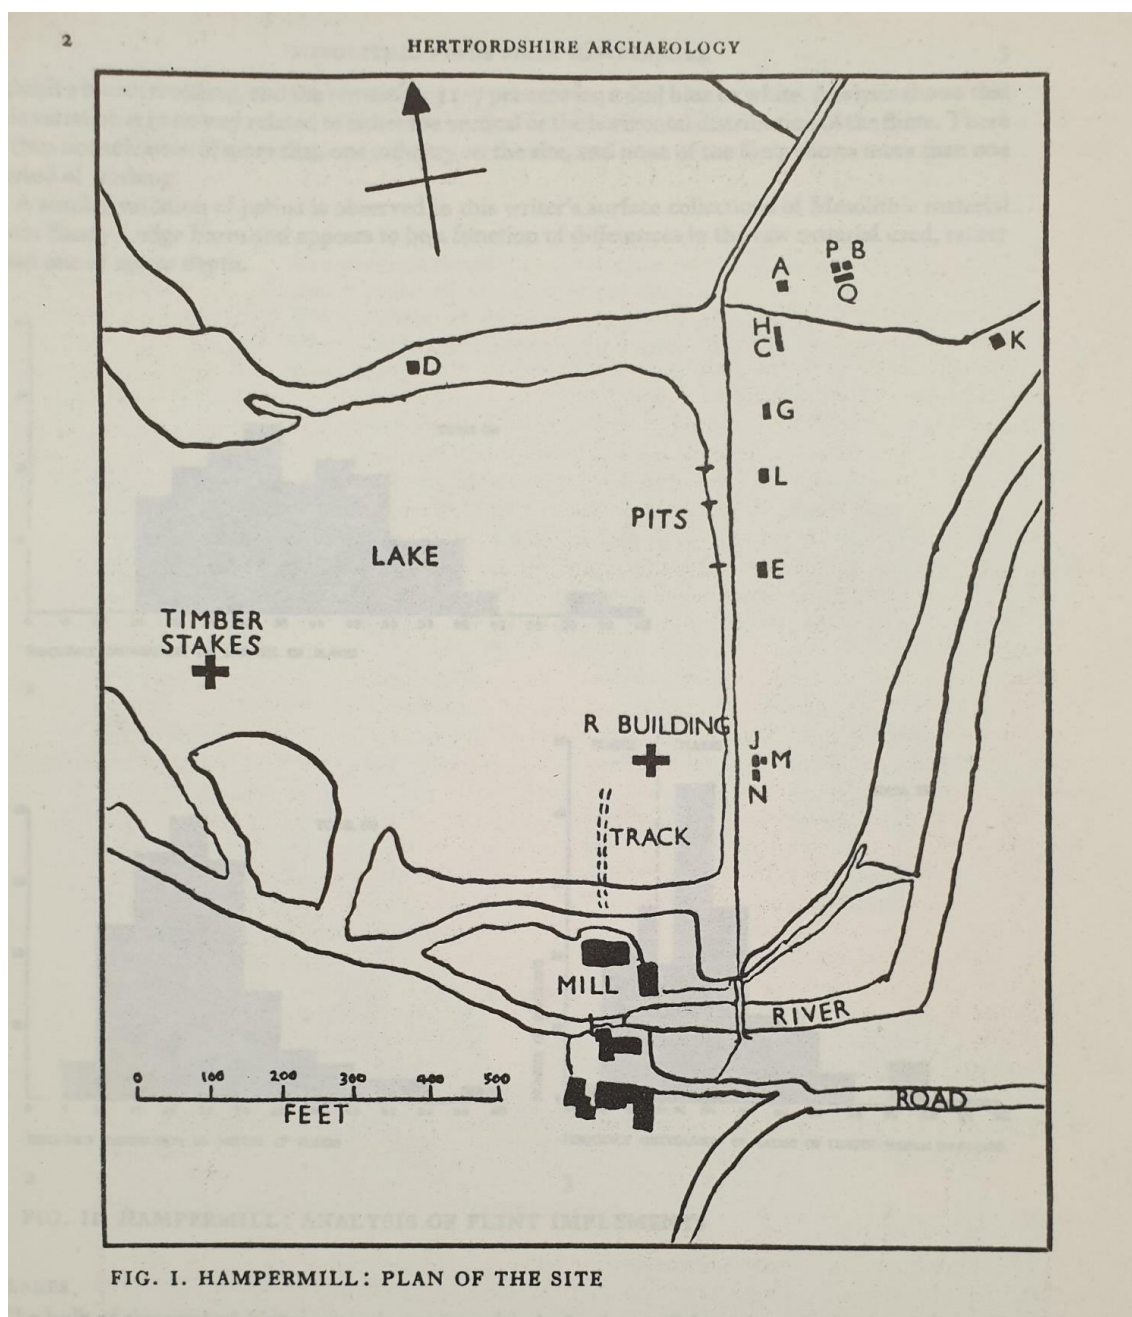 2
HERTFORDSHIRE ARCHAEOLOGY
P B
A
Q
H
C
K
D
G
L
PITS
E
LAKE
TIMBER
STAKES
R BUILDING
J
M
N
TRACK
MILL
RIVER
0 100 200 300 400 500
FEET
ROAD
FIG. I. HAMPERMILL: PLAN OF THE SITE